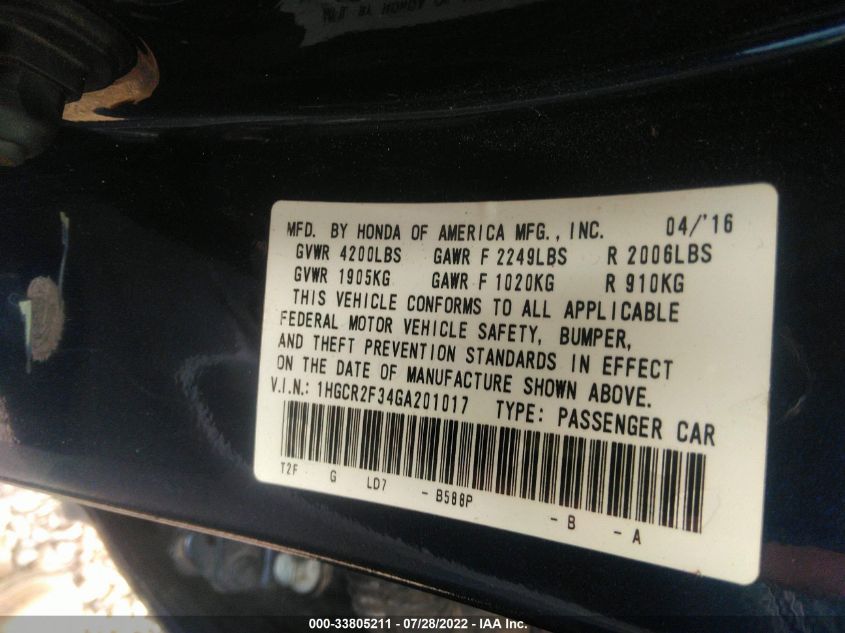 MFD. BY HONDA OF AMERICA MFG., INC. 04/'16
GVWR 4200LBS GAWR F 2249LBS R 2006LBS
GVWR 1905KG GAWR F 1020KG R 910KG
THIS VEHICLE CONFORMS TO ALL APPLICABLE
FEDERAL MOTOR VEHICLE SAFETY, BUMPER,
AND THEFT PREVENTION STANDARDS IN EFFECT
ON THE DATE OF MANUFACTURE SHOWN ABOVE.
V.I.N.: 1HGCR2F34GA201017 TYPE: PASSENGER CAR
T2F G LD7 - B588P - B - A
000-33805211 - 07/28/2022 - IAA Inc.